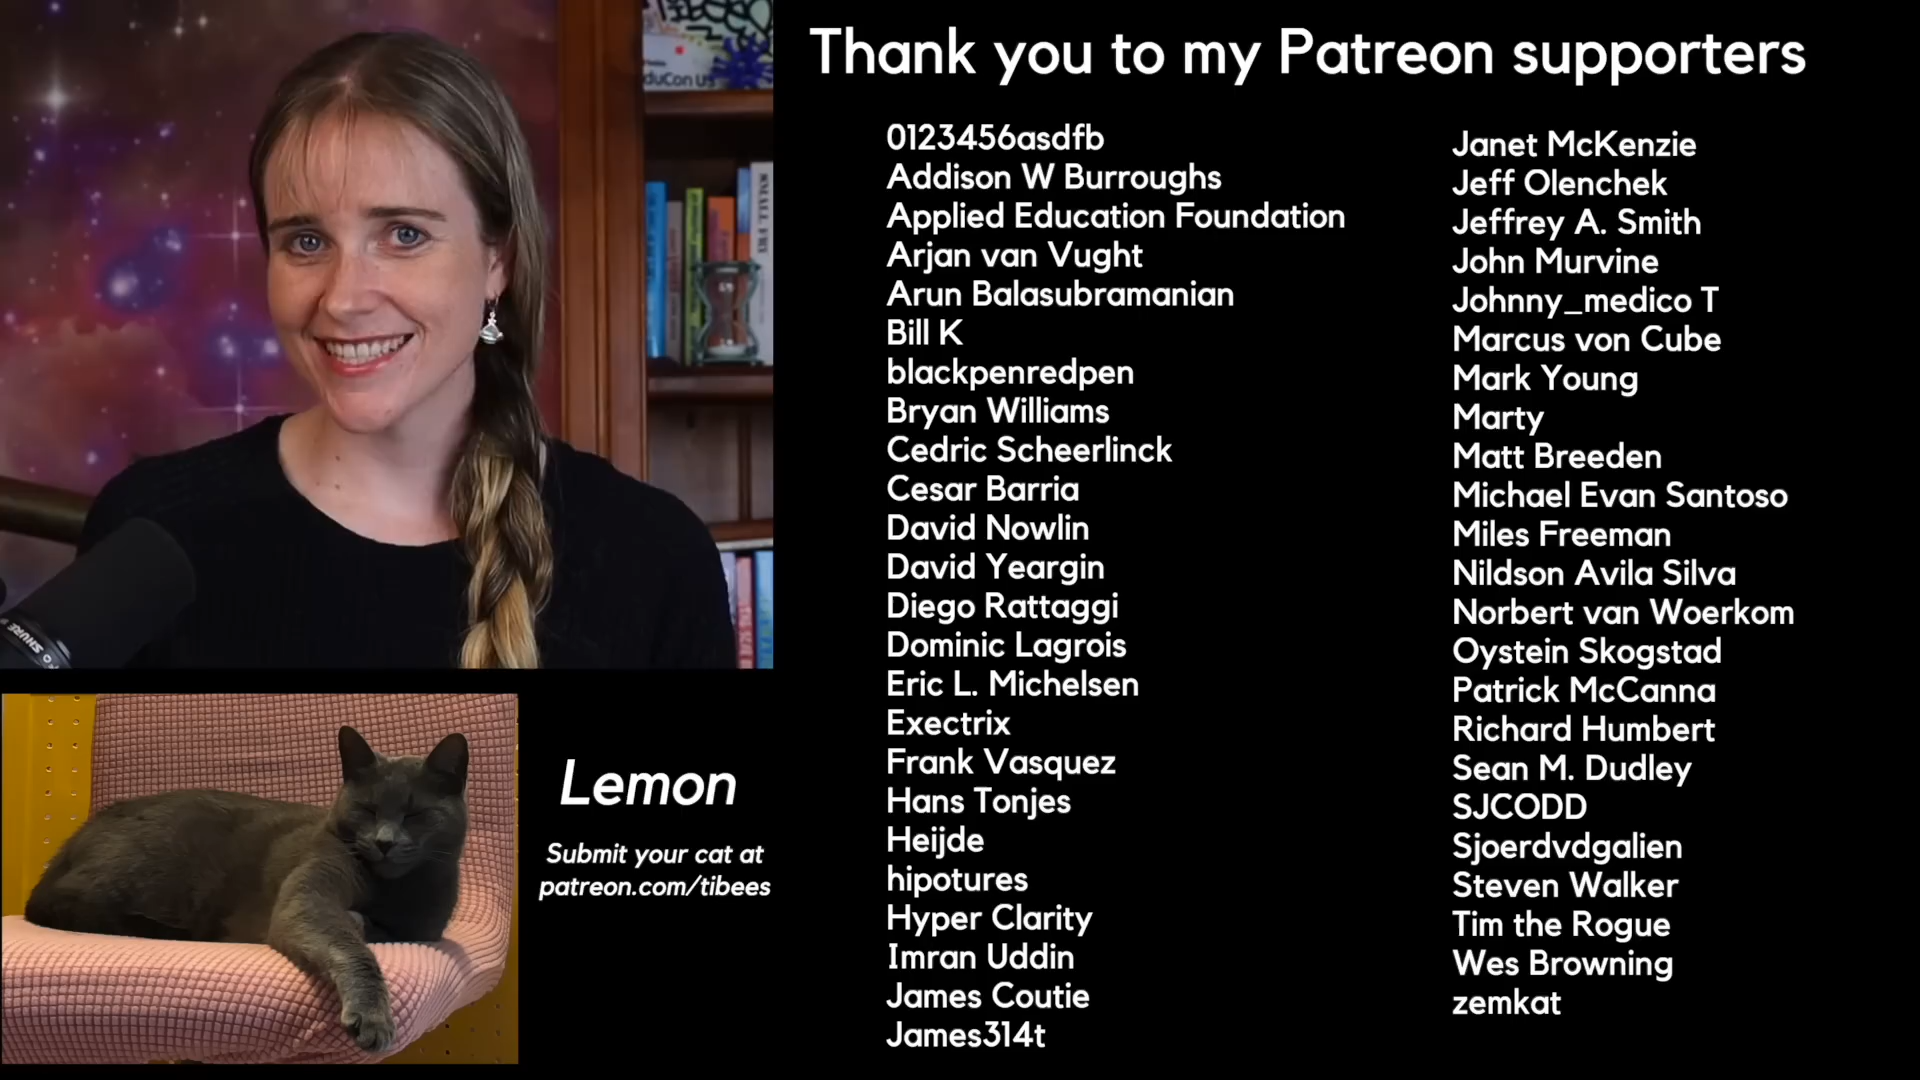 Thank you to my Patreon supporters
0123456asdfb
Addison W Burroughs
Applied Education Foundation
Arjan van Vught
Arun Balasubramanian
Bill K
blackpenredpen
Bryan Williams
Cedric Scheerlinck
Cesar Barria
David Nowlin
David Yeargin
Diego Rattaggi
Dominic Lagrois
Eric L. Michelsen
Exectrix
Frank Vasquez
Hans Tonjes
Heijde
hipotures
Hyper Clarity
Imran Uddin
James Coutie
James314t
Janet McKenzie
Jeff Olenchek
Jeffrey A. Smith
John Murvine
Johnny_medico T
Marcus von Cube
Mark Young
Marty
Matt Breeden
Michael Evan Santoso
Miles Freeman
Nildson Avila Silva
Norbert van Woerkom
Oystein Skogstad
Patrick McCanna
Richard Humbert
Sean M. Dudley
SJCODD
Sjoerdvdgalien
Steven Walker
Tim the Rogue
Wes Browning
zemkat
Lemon
Submit your cat at
patreon.com/tibees
SHURE
SMALL FRY